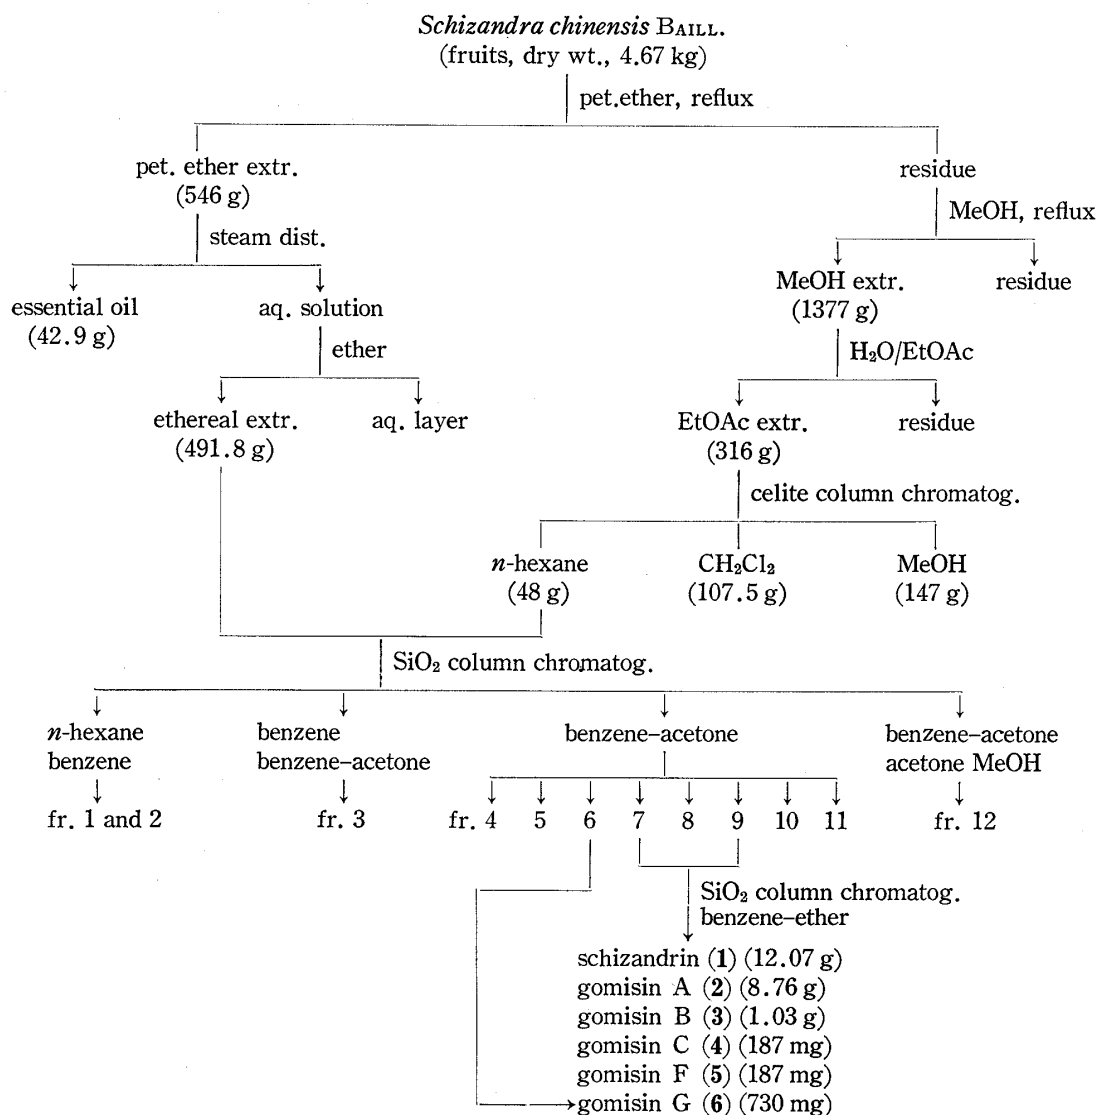 Schizandra chinensis BAILL.
(fruits, dry wt., 4.67 kg)
pet.ether, reflux
pet. ether extr.
(546 g)
residue
MeOH, reflux
steam dist.
essential oil
(42.9 g)
aq. solution
MeOH extr.
(1377 g)
residue
ether
H₂O/EtOAc
ethereal extr.
(491.8 g)
aq. layer
EtOAc extr.
(316 g)
residue
celite column chromatog.
n-hexane
(48 g)
CH₂Cl₂
(107.5 g)
MeOH
(147 g)
SiO₂ column chromatog.
n-hexane
benzene
benzene
benzene–acetone
benzene–acetone
benzene–acetone
acetone MeOH
fr. 1 and 2
fr. 3
fr. 4 5 6 7 8 9 10 11
fr. 12
SiO₂ column chromatog.
benzene–ether
schizandrin (1) (12.07 g)
gomisin A (2) (8.76 g)
gomisin B (3) (1.03 g)
gomisin C (4) (187 mg)
gomisin F (5) (187 mg)
gomisin G (6) (730 mg)